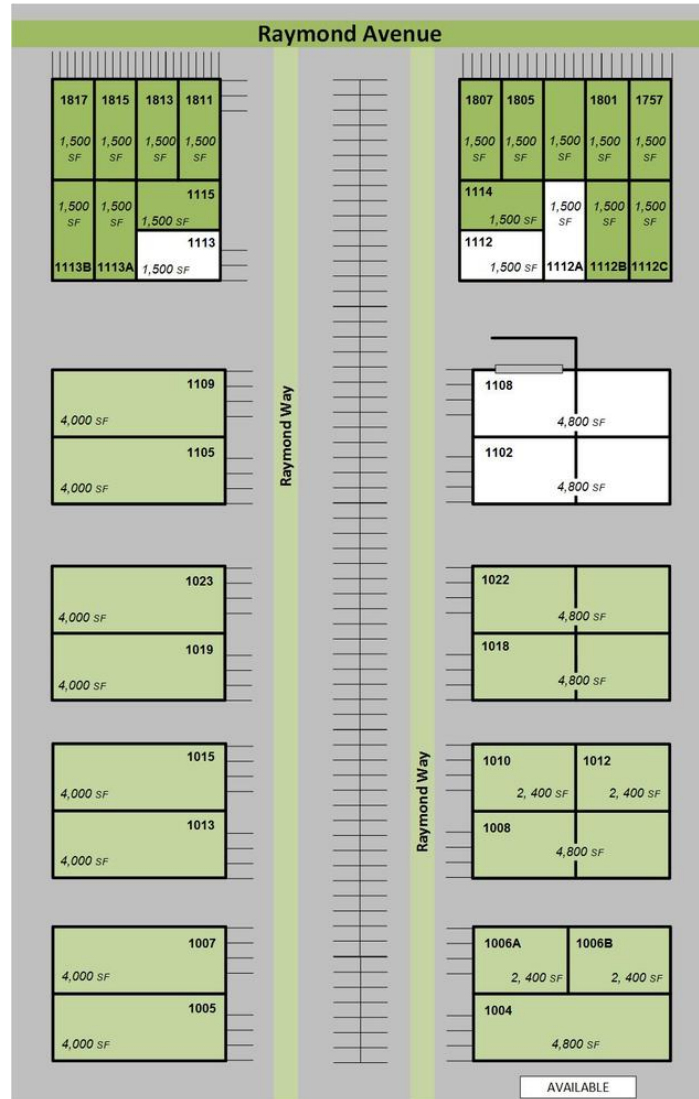 Raymond Avenue
1817
1815
1813
1811
1,500 SF
1,500 SF
1,500 SF
1,500 SF
1,500 SF
1,500 SF
1115
1,500 SF
1113
1,500 SF
1113B
1113A
1807
1805
1801
1757
1,500 SF
1,500 SF
1,500 SF
1,500 SF
1,500 SF
1114
1,500 SF
1,500 SF
1,500 SF
1,500 SF
1112
1,500 SF
1112A
1112B
1112C
Raymond Way
1109
4,000 SF
1105
4,000 SF
1108
4,800 SF
1102
4,800 SF
1023
4,000 SF
1019
4,000 SF
1022
4,800 SF
1018
4,800 SF
Raymond Way
1015
4,000 SF
1013
4,000 SF
1010
2, 400 SF
1012
2, 400 SF
1008
4,800 SF
1007
4,000 SF
1005
4,000 SF
1006A
2, 400 SF
1006B
2, 400 SF
1004
4,800 SF
AVAILABLE